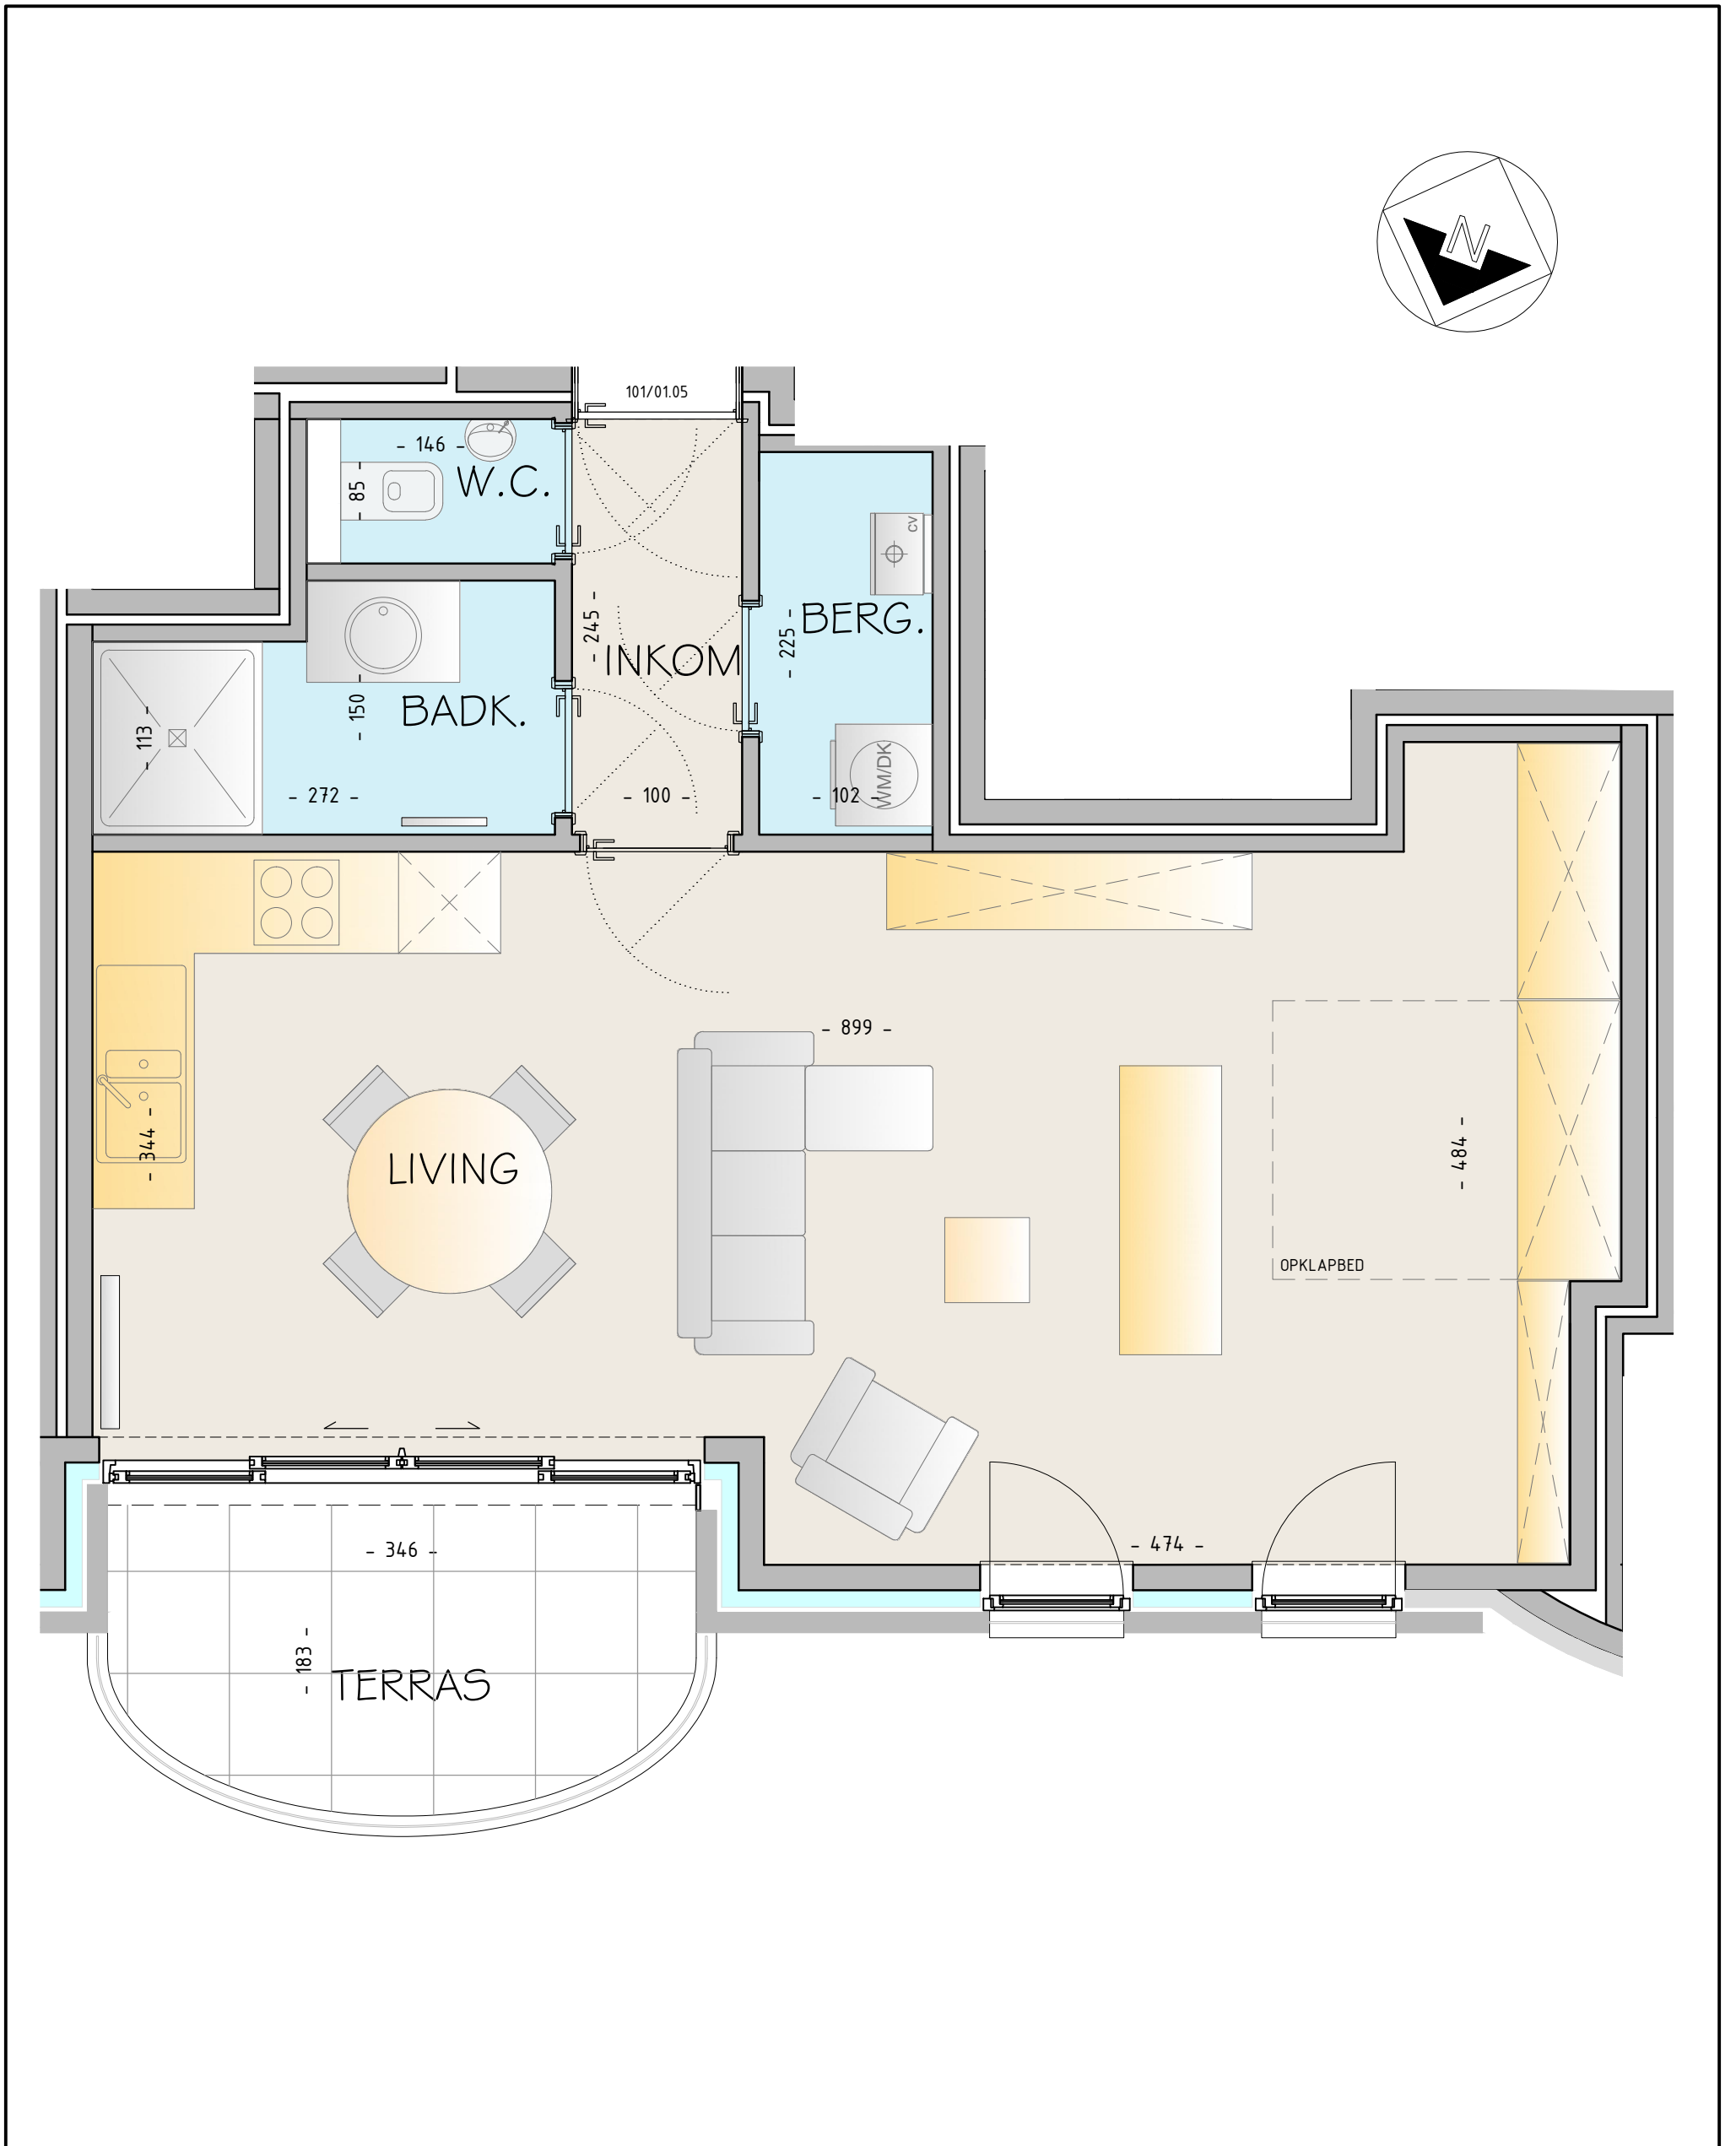 N
101/01.05
- 146 -
W.C.
- 85 -
CV
BERG.
- 245 -
- 225 -
INKOM
BADK.
- 150 -
- 113 -
WM/DK
- 272 -
- 100 -
- 102 -
- 899 -
- 344 -
LIVING
- 484 -
OPKLAPBED
- 346 -
- 474 -
- 183 -
TERRAS